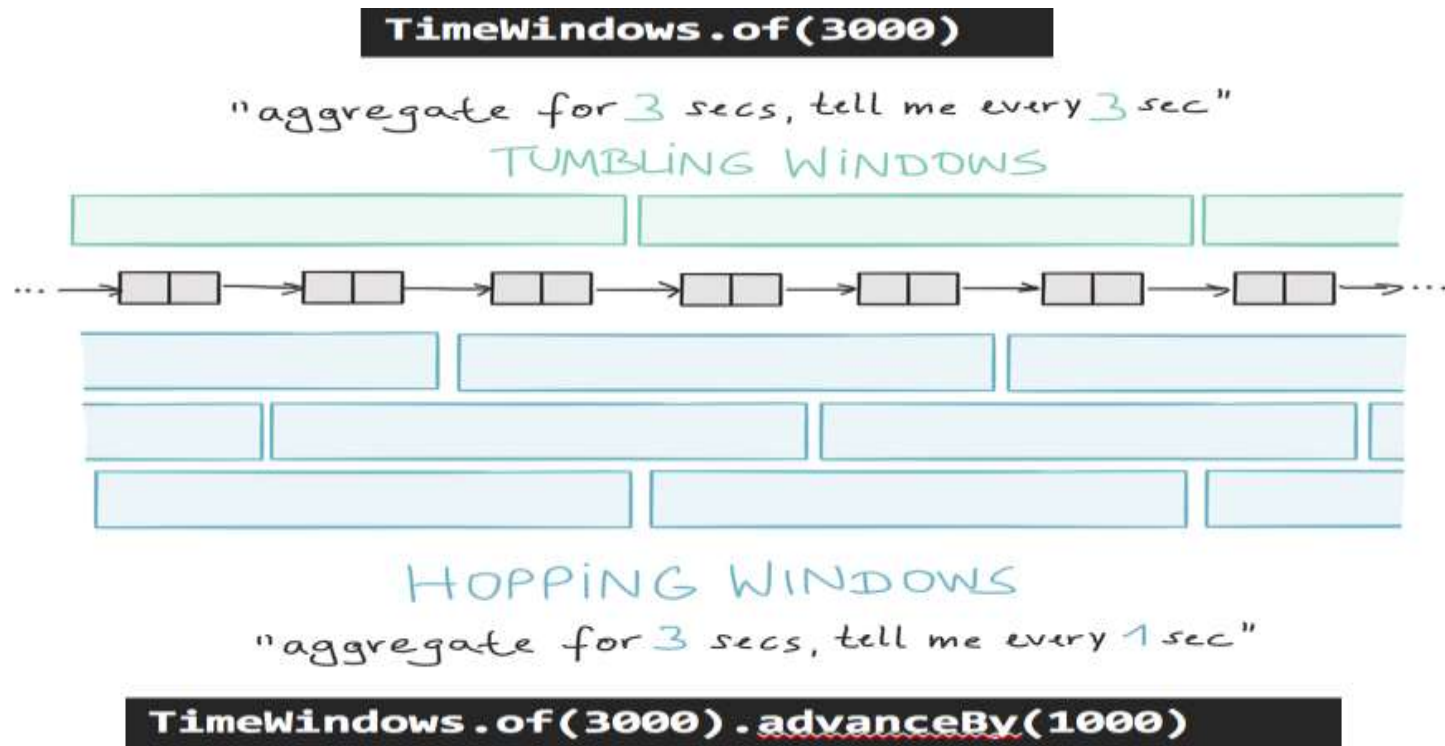 TimeWindows.of(3000)
"aggregate for 3 secs, tell me every 3 sec"
TUMBLING WINDOWS
...
...
HOPPING WINDOWS
"aggregate for 3 secs, tell me every 1 sec"
TimeWindows.of(3000).advanceBy(1000)